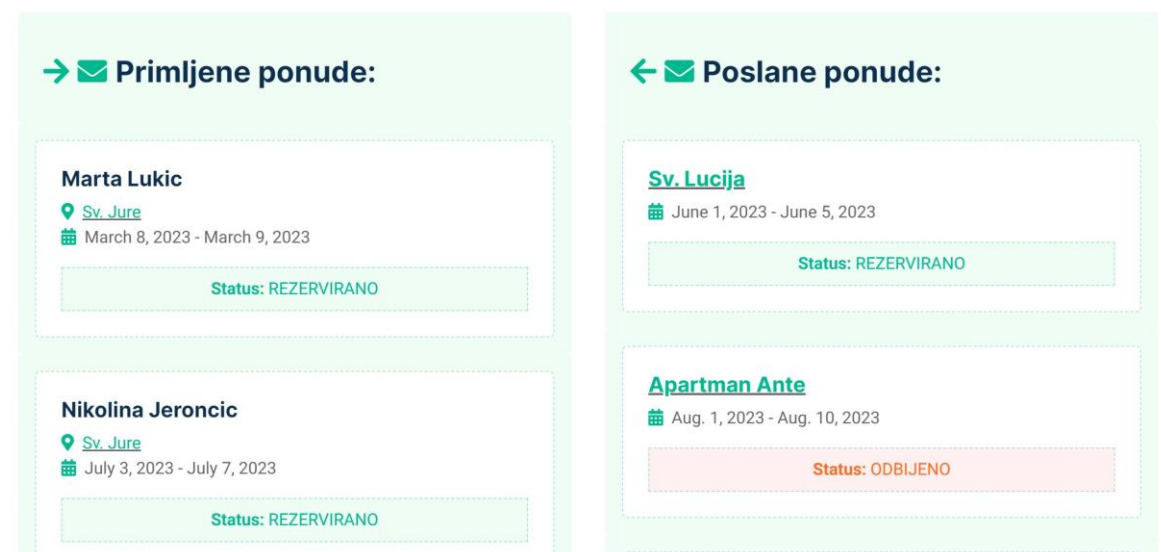 Primljene ponude:
Marta Lukic
Sv. Jure
March 8, 2023 - March 9, 2023
Status: REZERVIRANO
Nikolina Jeroncic
Sv. Jure
July 3, 2023 - July 7, 2023
Status: REZERVIRANO
Poslane ponude:
Sv. Lucija
June 1, 2023 - June 5, 2023
Status: REZERVIRANO
Apartman Ante
Aug. 1, 2023 - Aug. 10, 2023
Status: ODBIJENO